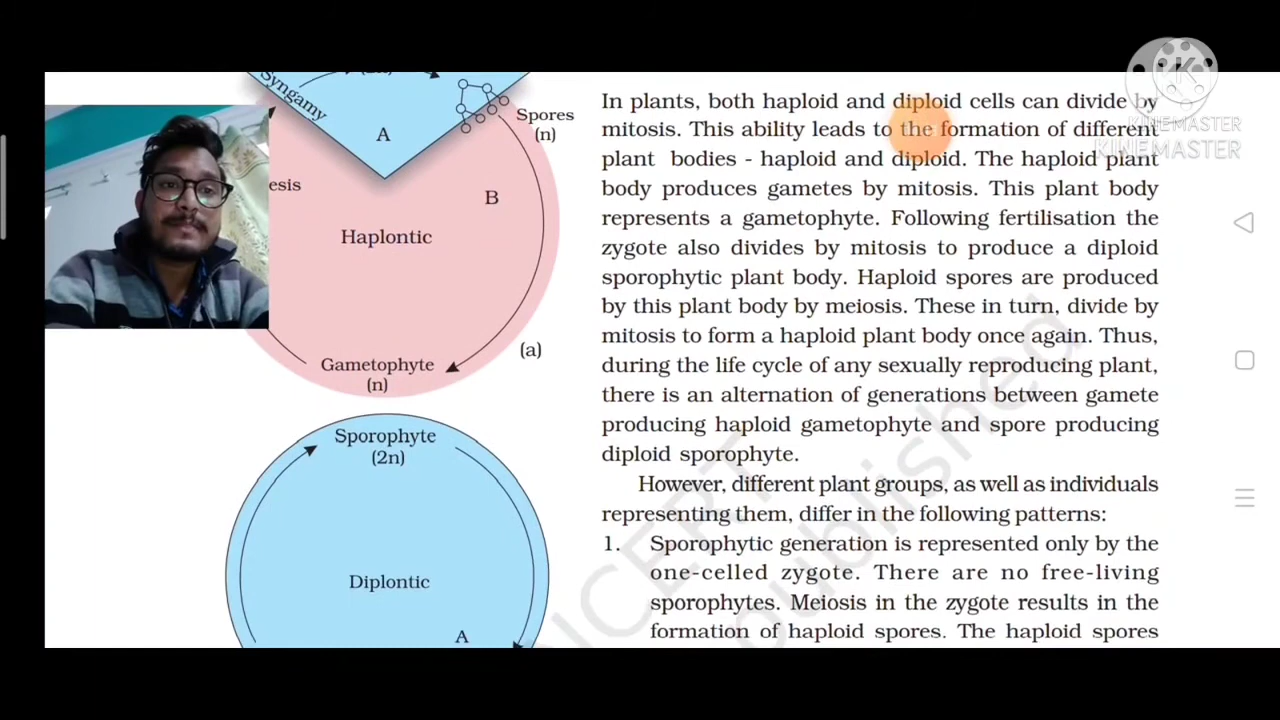 Syngamy
A
Spores
(n)
esis
B
Haplontic
Gametophyte
(n)
(a)
Sporophyte
(2n)
Diplontic
A
In plants, both haploid and diploid cells can divide by
mitosis. This ability leads to the formation of different
plant bodies - haploid and diploid. The haploid plant
body produces gametes by mitosis. This plant body
represents a gametophyte. Following fertilisation the
zygote also divides by mitosis to produce a diploid
sporophytic plant body. Haploid spores are produced
by this plant body by meiosis. These in turn, divide by
mitosis to form a haploid plant body once again. Thus,
during the life cycle of any sexually reproducing plant,
there is an alternation of generations between gamete
producing haploid gametophyte and spore producing
diploid sporophyte.
However, different plant groups, as well as individuals
representing them, differ in the following patterns:
1. Sporophytic generation is represented only by the
one-celled zygote. There are no free-living
sporophytes. Meiosis in the zygote results in the
formation of haploid spores. The haploid spores
NCERT
published
K
KINEMASTER
KINEMASTER